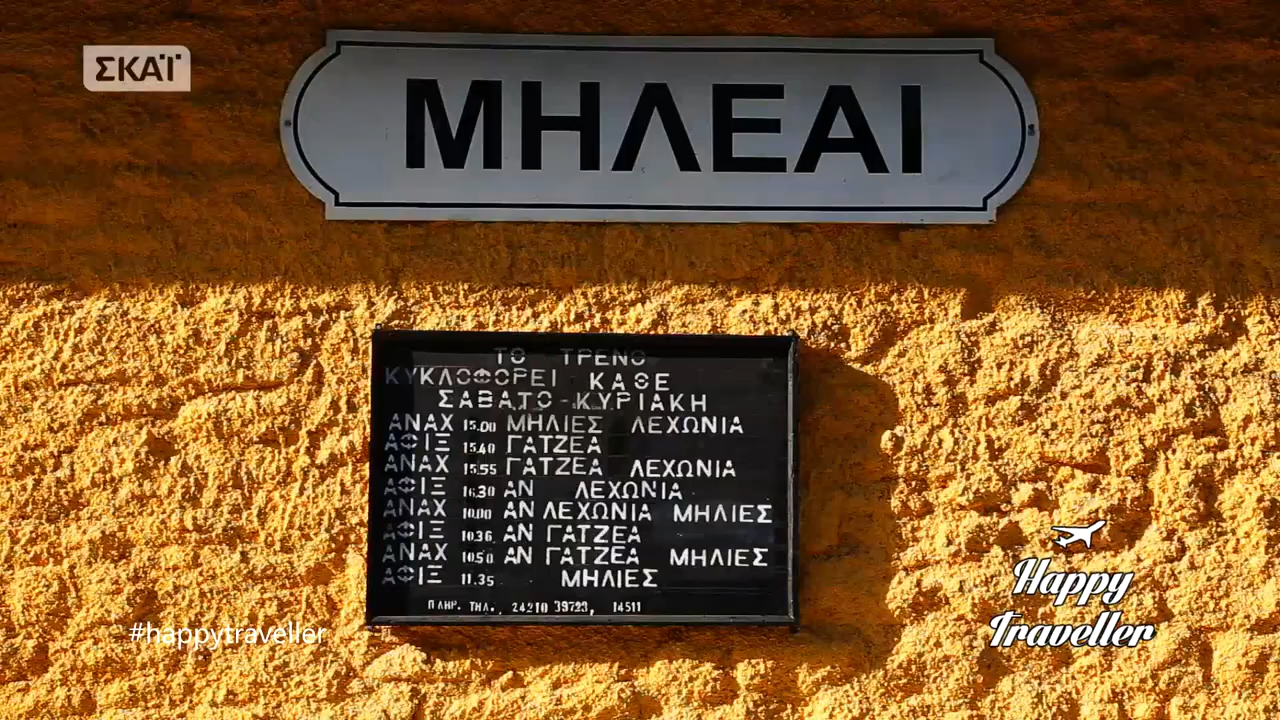 ΣΚΑΪ
ΜΗΛΕΑΙ
ΤΟ ΤΡΕΝΟ
ΚΥΚΛΟΦΟΡΕΙ ΚΑΘΕ
ΣΑΒΑΤΟ-ΚΥΡΙΑΚΗ
ΑΝΑΧ 15.00 ΜΗΛΙΕΣ ΛΕΧΩΝΙΑ
ΑΦΙΞ 15.40 ΓΑΤΖΕΑ
ΑΝΑΧ 15.55 ΓΑΤΖΕΑ ΛΕΧΩΝΙΑ
ΑΦΙΞ 16.30 ΑΝ ΛΕΧΩΝΙΑ
ΑΝΑΧ 10.00 ΑΝ ΛΕΧΩΝΙΑ ΜΗΛΙΕΣ
ΑΦΙΞ 10.36 ΑΝ ΓΑΤΖΕΑ
ΑΝΑΧ 10.50 ΑΝ ΓΑΤΖΕΑ ΜΗΛΙΕΣ
ΑΦΙΞ 11.35 ΜΗΛΙΕΣ
ΠΛΗΡ. ΤΗΛ. 24210 39723, 14511
#happytraveller
Happy
Traveller